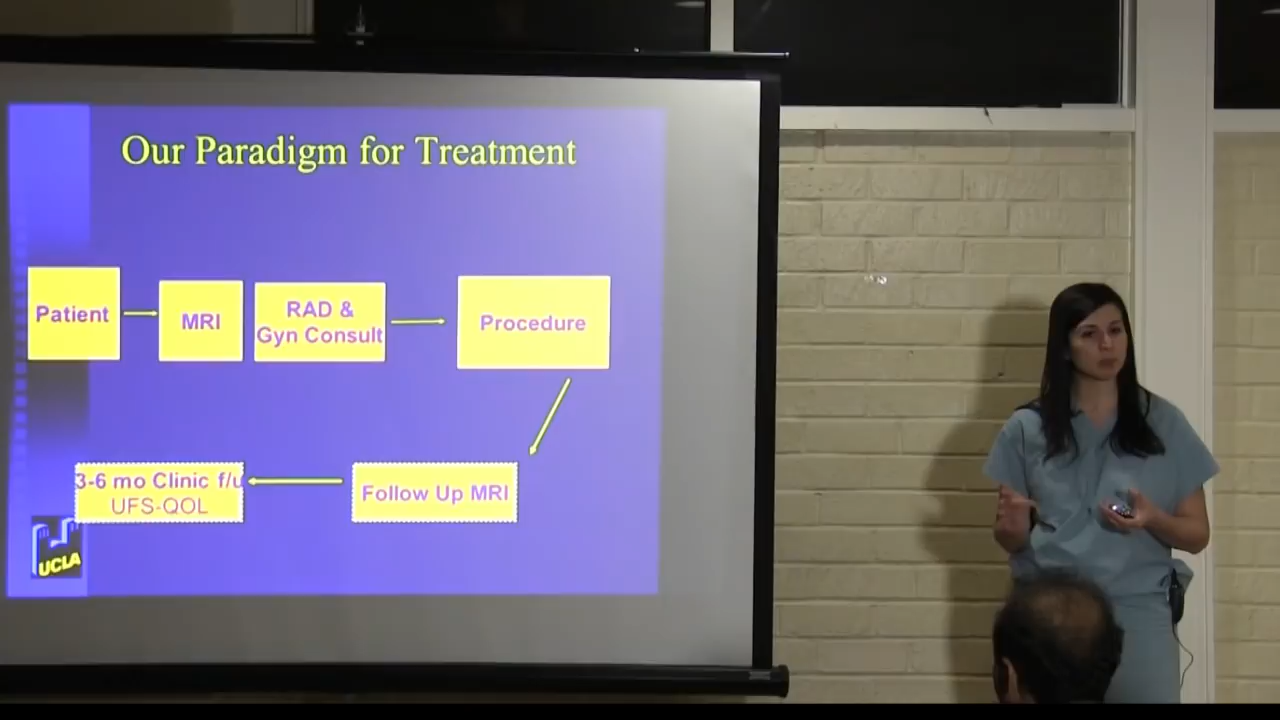 Our Paradigm for Treatment
Patient
MRI
RAD &
Gyn Consult
Procedure
3-6 mo Clinic f/u
UFS-QOL
Follow Up MRI
UCLA